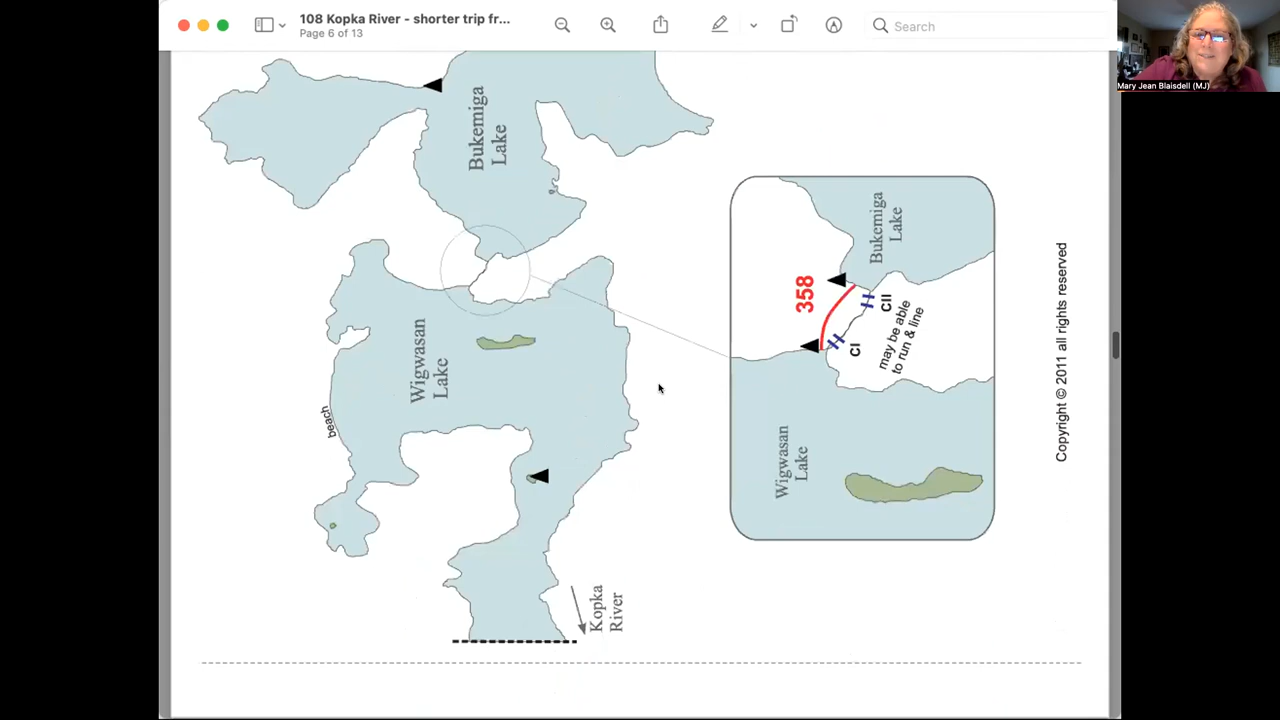 108 Kopka River - shorter trip fr...
Page 6 of 13
Search
Mary Jean Blaisdell (MJ)
Bukemiga
Lake
Wigwasan
Lake
beach
Kopka
River
358
Bukemiga
Lake
CII
CI
may be able
to run & line
Wigwasan
Lake
Copyright © 2011 all rights reserved